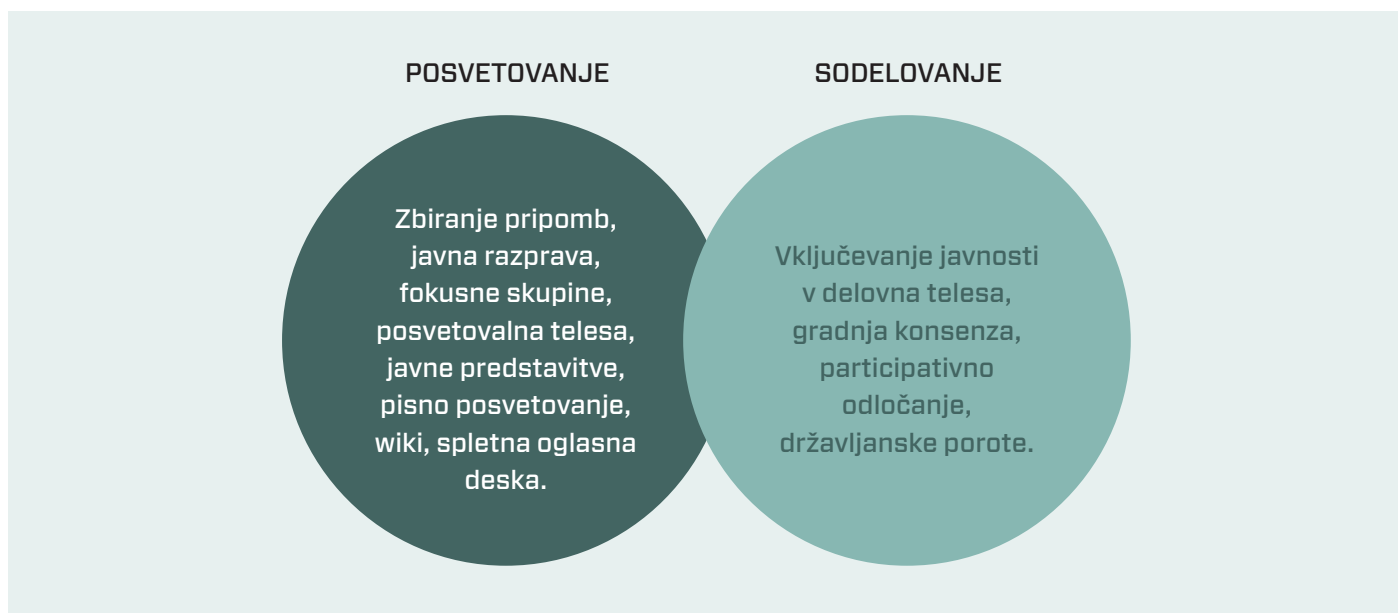 POSVETOVANJE
Zbiranje pripomb,
javna razprava,
fokusne skupine,
posvetovalna telesa,
javne predstavitve,
pisno posvetovanje,
wiki, spletna oglasna
deska.
SODELOVANJE
Vključevanje javnosti
v delovna telesa,
gradnja konsenza,
participativno
odločanje,
državljanske porote.